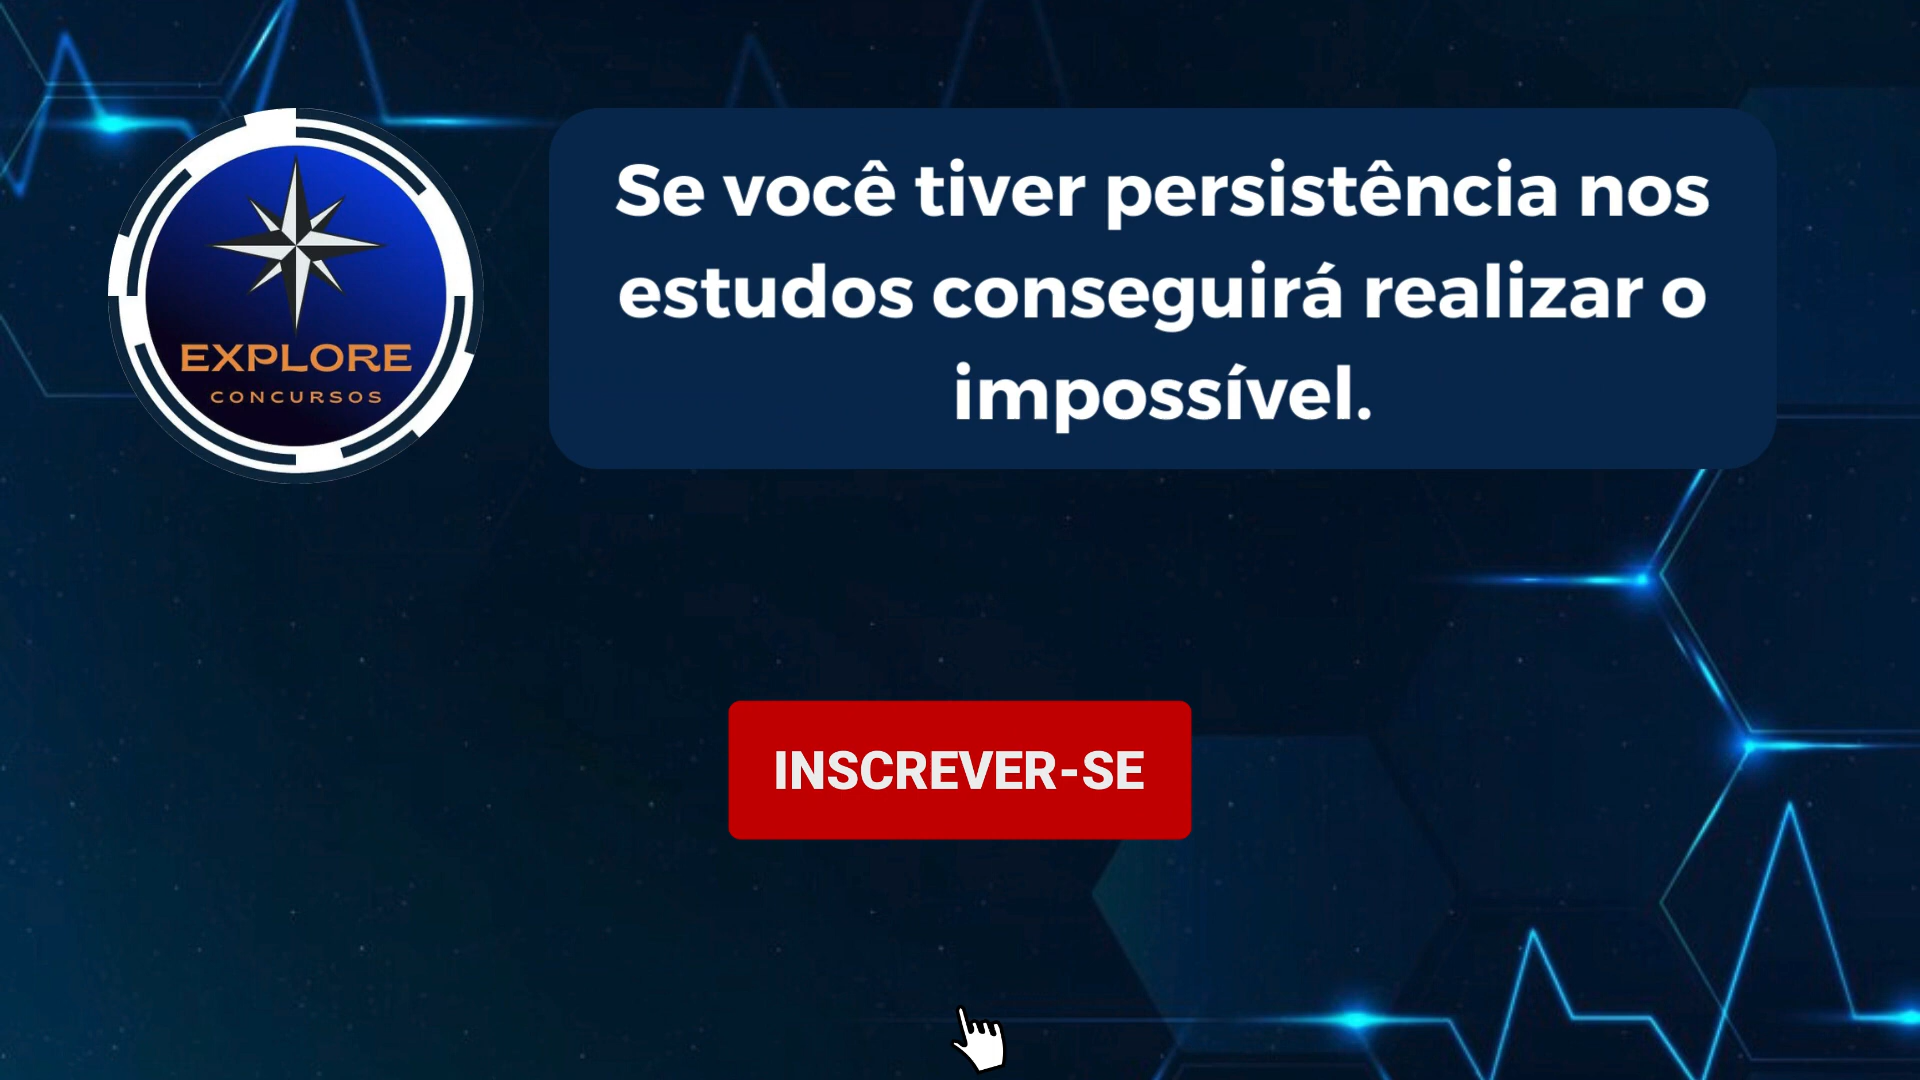 Se você tiver persistência nos
estudos conseguirá realizar o
impossível.
EXPLORE
CONCURSOS
INSCREVER-SE